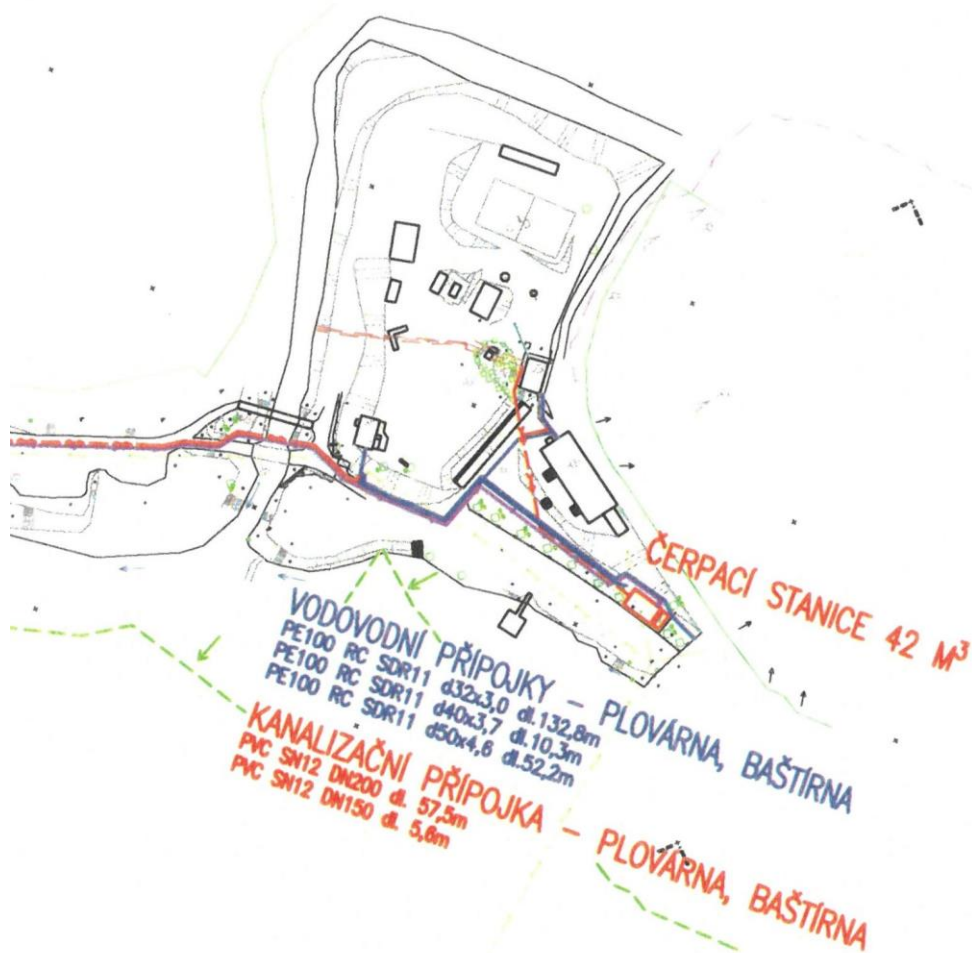 ČERPACÍ STANICE 42 M³
VODOVODNÍ PŘÍPOJKY – PLOVÁRNA, BAŠTÍRNA
PE100 RC SDR11 d32x3,0 dl.132,8m
PE100 RC SDR11 d40x3,7 dl.10,3m
PE100 RC SDR11 d50x4,6 dl.52,2m
KANALIZAČNÍ PŘÍPOJKA – PLOVÁRNA, BAŠTÍRNA
PVC SN12 DN200 dl. 57,5m
PVC SN12 DN150 dl. 5,6m